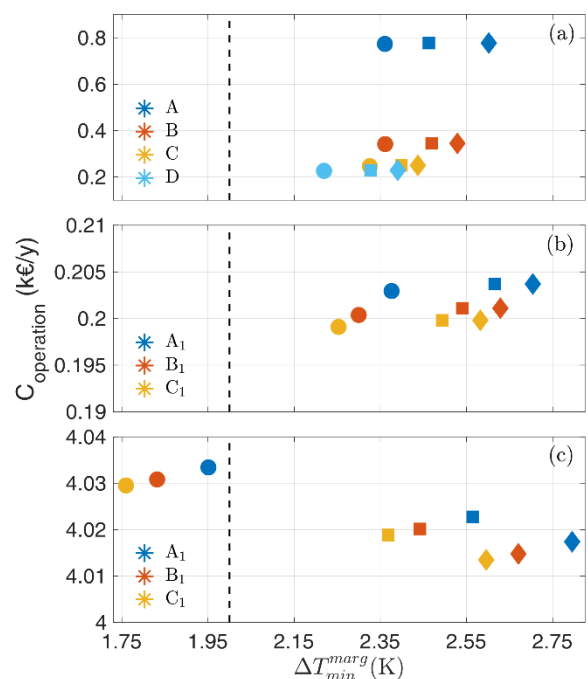 (a)
0.8
0.6
0.4
0.2
A
B
C
D
(b)
0.21
0.205
0.2
0.195
0.19
A₁
B₁
C₁
C_operation (k€/y)
(c)
4.04
4.03
4.02
4.01
4
A₁
B₁
C₁
1.75 1.95 2.15 2.35 2.55 2.75
ΔT_min^marg(K)